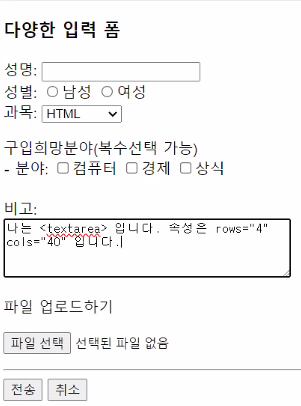 다양한 입력 폼
성명:
성별: 남성 여성
과목: HTML
구입희망분야(복수선택 가능)
- 분야: 컴퓨터 경제 상식
비고:
나는 <textarea> 입니다. 속성은 rows="4"
cols="40" 입니다.
파일 업로드하기
파일 선택 선택된 파일 없음
전송 취소